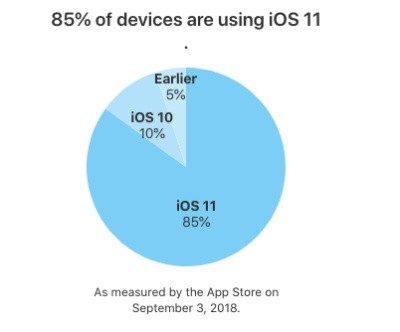 85% of devices are using iOS 11
.
Earlier
5%
iOS 10
10%
iOS 11
85%
As measured by the App Store on
September 3, 2018.